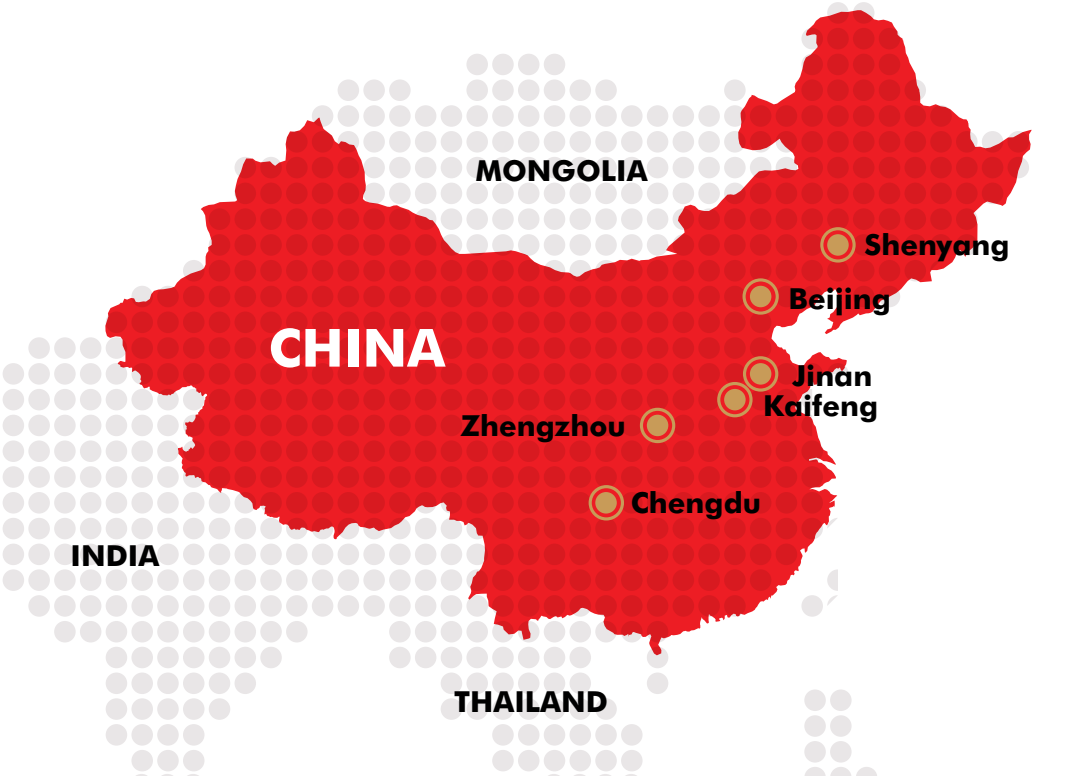 MONGOLIA
Shenyang
Beijing
CHINA
Jinan
Kaifeng
Zhengzhou
Chengdu
INDIA
THAILAND